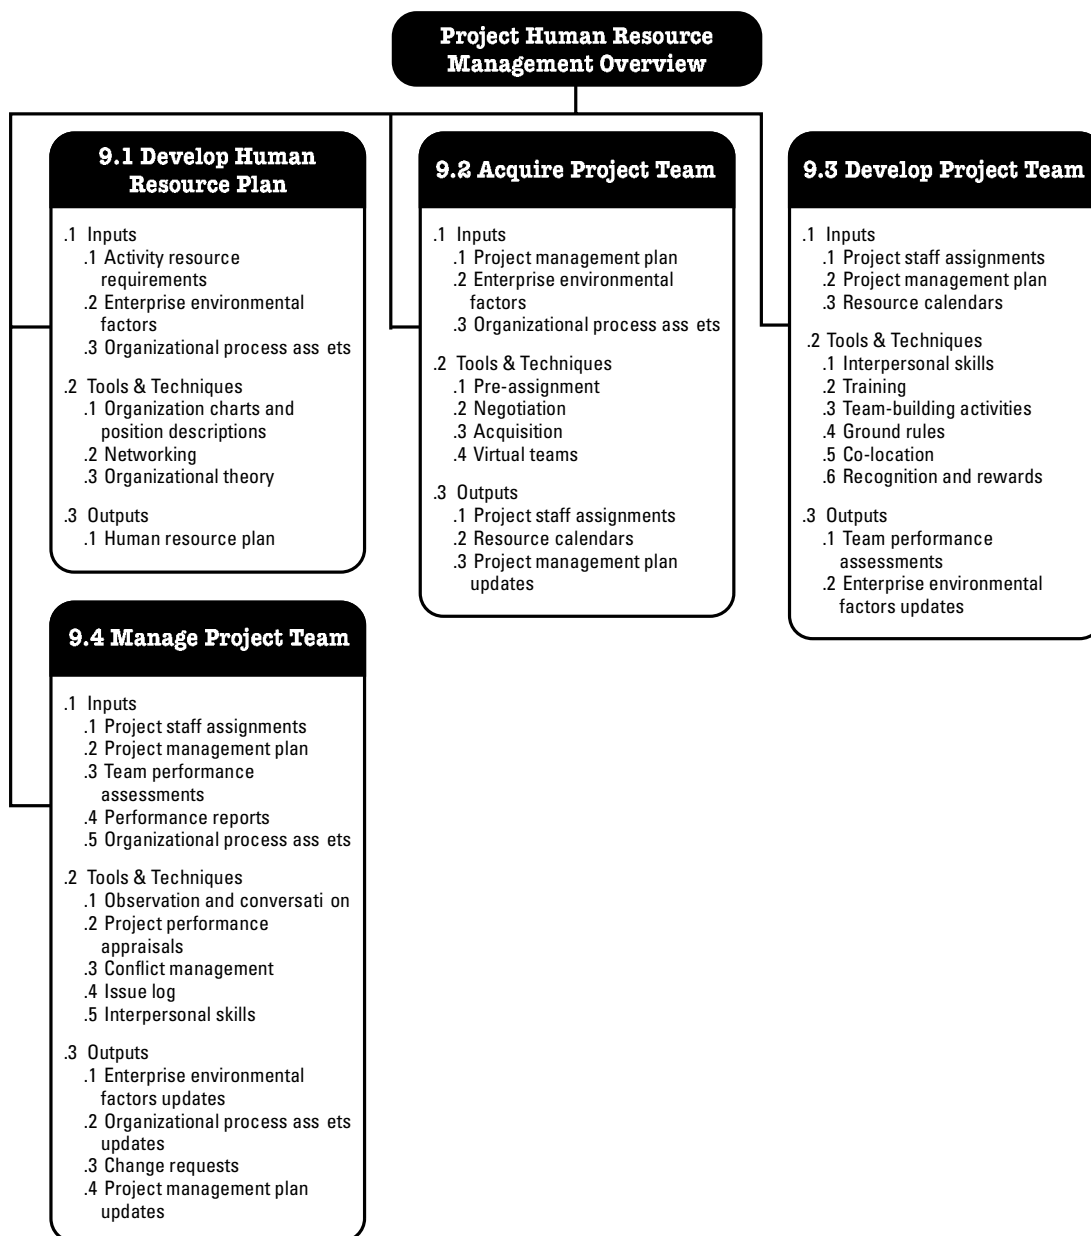 Project Human Resource
Management Overview
9.1 Develop Human
Resource Plan
.1 Inputs
.1 Activity resource
requirements
.2 Enterprise environmental
factors
.3 Organizational process ass ets
.2 Tools & Techniques
.1 Organization charts and
position descriptions
.2 Networking
.3 Organizational theory
.3 Outputs
.1 Human resource plan
9.2 Acquire Project Team
.1 Inputs
.1 Project management plan
.2 Enterprise environmental
factors
.3 Organizational process ass ets
.2 Tools & Techniques
.1 Pre-assignment
.2 Negotiation
.3 Acquisition
.4 Virtual teams
.3 Outputs
.1 Project staff assignments
.2 Resource calendars
.3 Project management plan
updates
9.3 Develop Project Team
.1 Inputs
.1 Project staff assignments
.2 Project management plan
.3 Resource calendars
.2 Tools & Techniques
.1 Interpersonal skills
.2 Training
.3 Team-building activities
.4 Ground rules
.5 Co-location
.6 Recognition and rewards
.3 Outputs
.1 Team performance
assessments
.2 Enterprise environmental
factors updates
9.4 Manage Project Team
.1 Inputs
.1 Project staff assignments
.2 Project management plan
.3 Team performance
assessments
.4 Performance reports
.5 Organizational process ass ets
.2 Tools & Techniques
.1 Observation and conversati on
.2 Project performance
appraisals
.3 Conflict management
.4 Issue log
.5 Interpersonal skills
.3 Outputs
.1 Enterprise environmental
factors updates
.2 Organizational process ass ets
updates
.3 Change requests
.4 Project management plan
updates